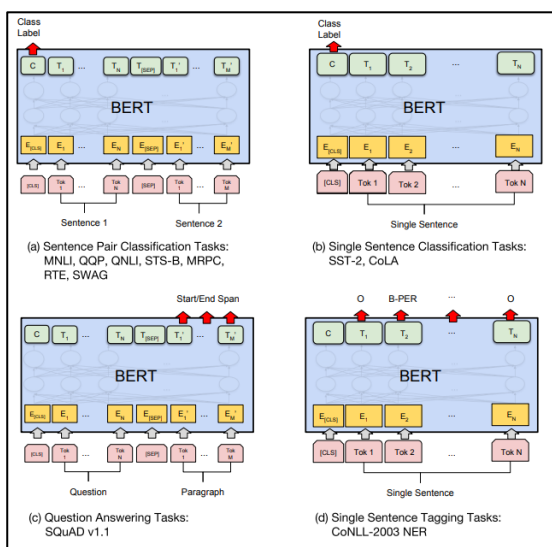 Class
Label
C T1 ... TN T[SEP] T1' ... TM'
BERT
E[CLS] E1 ... EN E[SEP] E1' ... EM'
[CLS] Tok 1 ... Tok N [SEP] Tok 1 ... Tok M
Sentence 1 Sentence 2
(a) Sentence Pair Classification Tasks:
MNLI, QQP, QNLI, STS-B, MRPC,
RTE, SWAG
Class
Label
C T1 T2 ... TN
BERT
E[CLS] E1 E2 ... EN
[CLS] Tok 1 Tok 2 ... Tok N
Single Sentence
(b) Single Sentence Classification Tasks:
SST-2, CoLA
Start/End Span
C T1 ... TN T[SEP] T1' ... TM'
BERT
E[CLS] E1 ... EN E[SEP] E1' ... EM'
[CLS] Tok 1 ... Tok N [SEP] Tok 1 ... Tok M
Question Paragraph
(c) Question Answering Tasks:
SQuAD v1.1
O B-PER ... O
C T1 T2 ... TN
BERT
E[CLS] E1 E2 ... EN
[CLS] Tok 1 Tok 2 ... Tok N
Single Sentence
(d) Single Sentence Tagging Tasks:
CoNLL-2003 NER